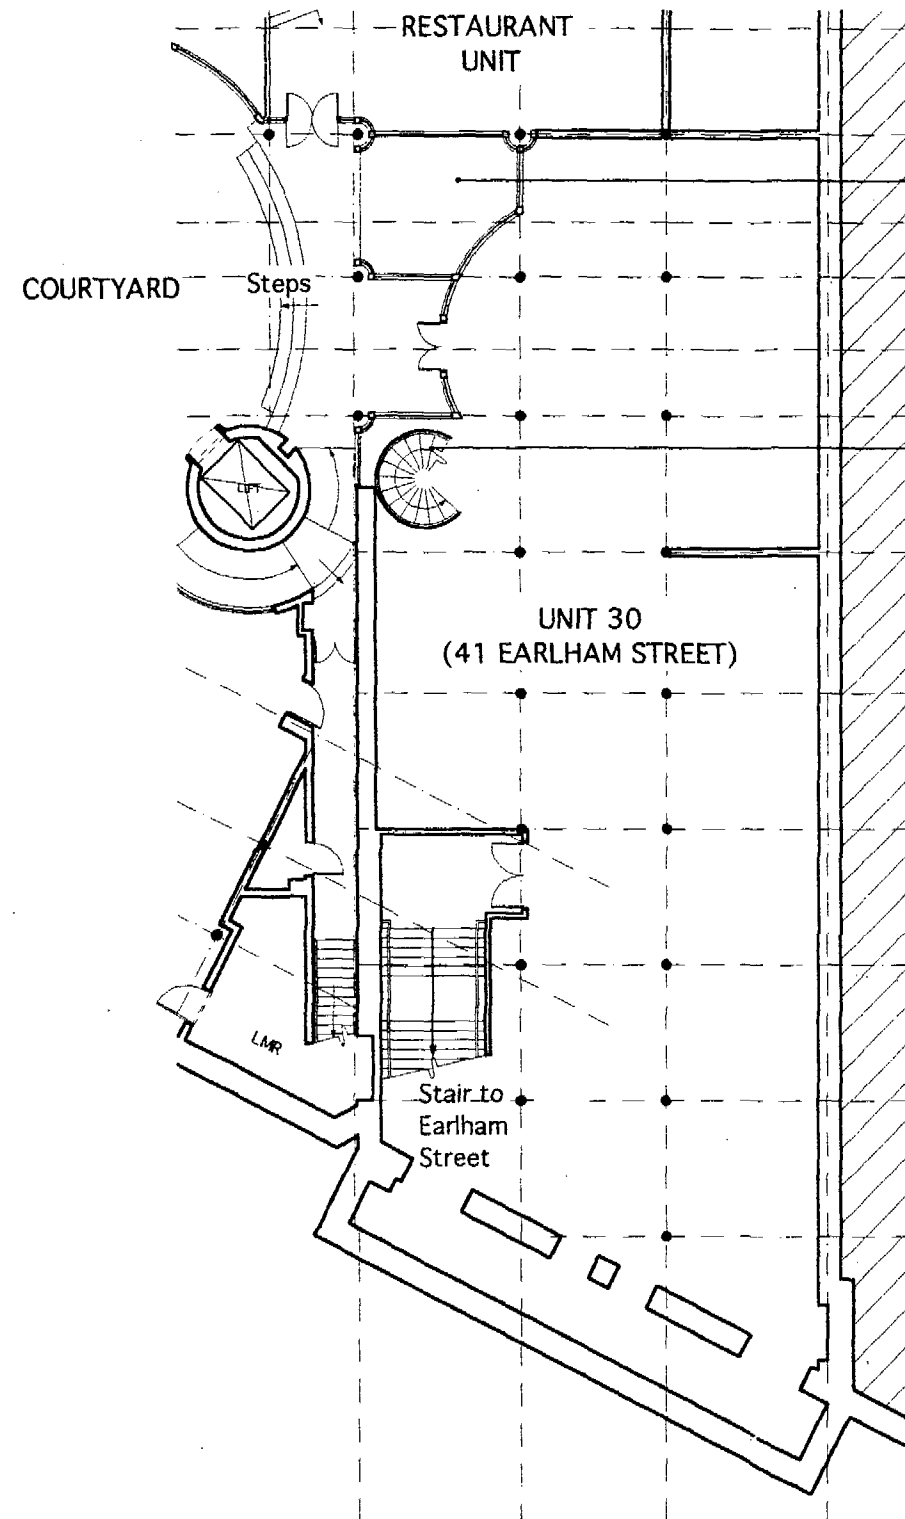 RESTAURANT
UNIT
COURTYARD
Steps
LIFT
UNIT 30
(41 EARLHAM STREET)
LMR
Stair to
Earlham
Street